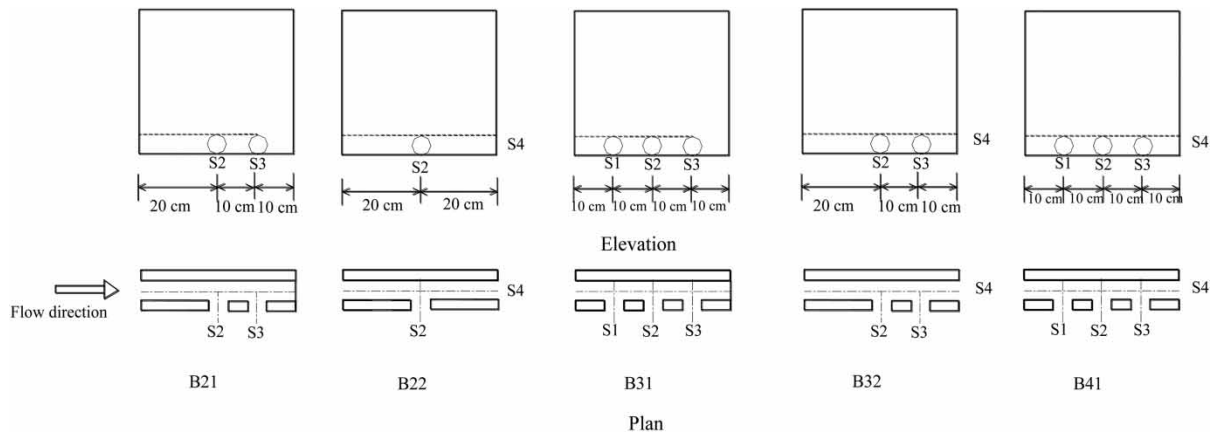 S4
S4
S4
S2 S3
S2
S1 S2 S3
S2 S3
S1 S2 S3
20 cm 10 cm 10 cm
20 cm 20 cm
10 cm 10 cm 10 cm 10 cm
20 cm 10 cm 10 cm
10 cm 10 cm 10 cm 10 cm
Elevation
Flow direction
S4
S4
S4
S2 S3
S2
S1 S2 S3
S2 S3
S1 S2 S3
B21
B22
B31
B32
B41
Plan